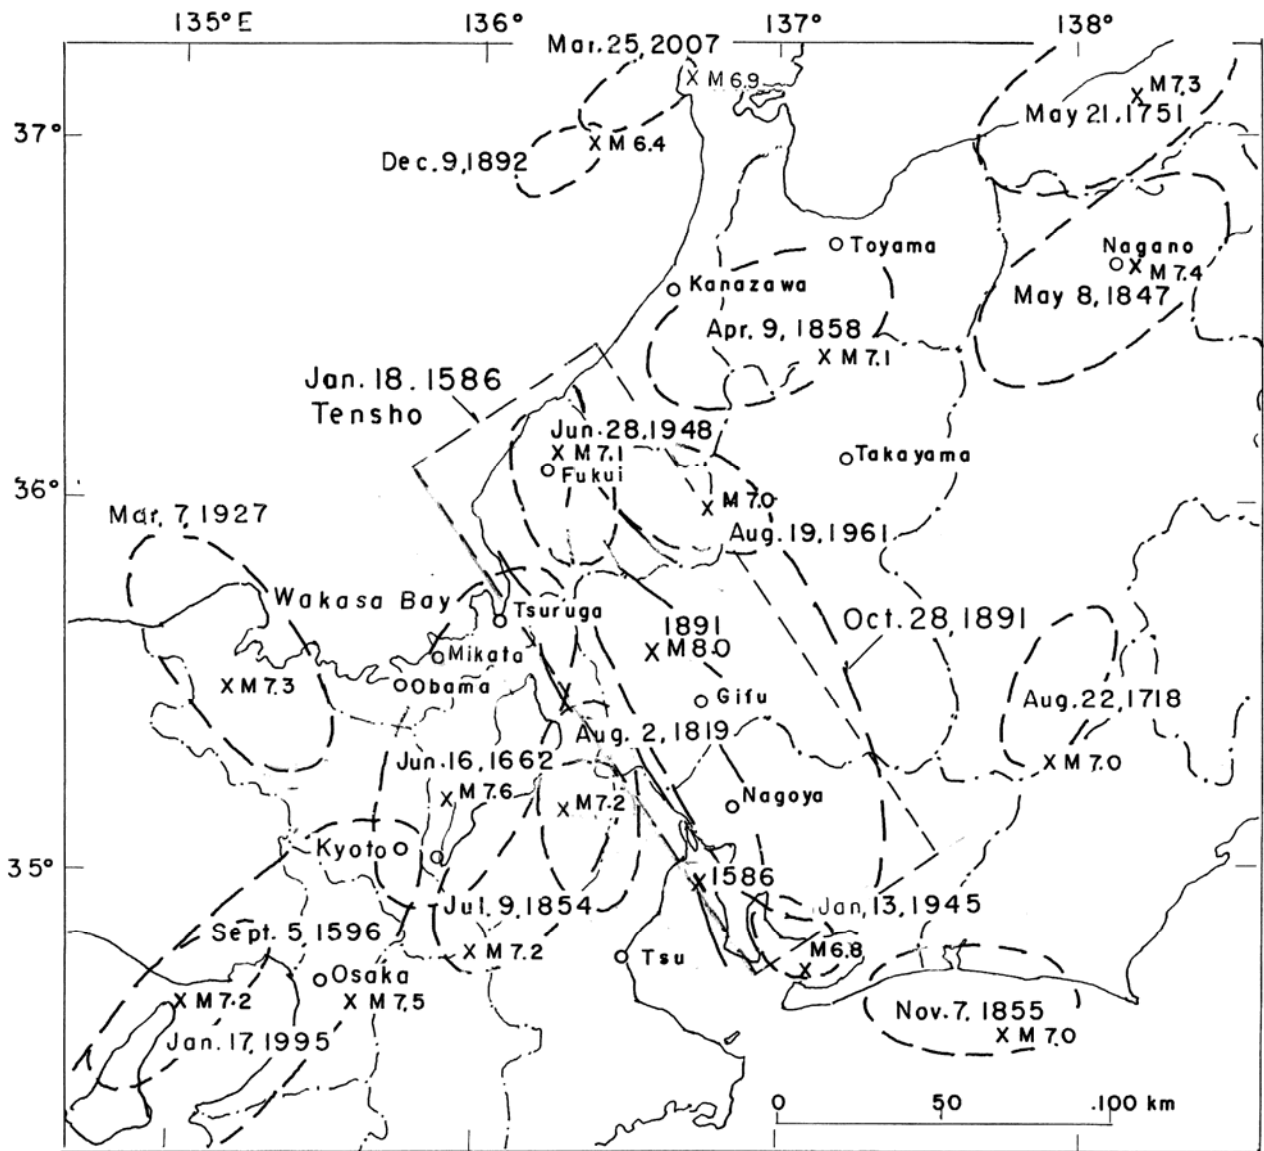 135°E 136° 137° 138°
Mar. 25, 2007
X M 6.9
M 7.3
X
May 21, 1751
37°
X M 6.4
Dec. 9, 1892
Toyama
Nagano
X M 7.4
Kanazawa
May 8, 1847
Apr. 9, 1858
X M 7.1
Jan. 18. 1586
Tensho
Jun. 28, 1948
X M 7.1
Fukui
Takayama
36°
X M 7.0
Mar. 7, 1927
Aug. 19, 1961
Wakasa Bay
Tsuruga
1891
X M 8.0
Oct. 28, 1891
Mikata
Obama
X M 7.3
Gifu
Aug. 22, 1718
X M 7.0
Aug. 2, 1819
Jun. 16, 1662
X M 7.6
X M 7.2
Nagoya
Kyoto
35°
X 1586
Jul. 9, 1854
Jan, 13, 1945
Sept. 5, 1596
X M 7.2
Tsu
M 6.8
X
Osaka
X M 7.2
X M 7.5
Nov. 7, 1855
X M 7.0
Jan. 17, 1995
0 50 .100 km